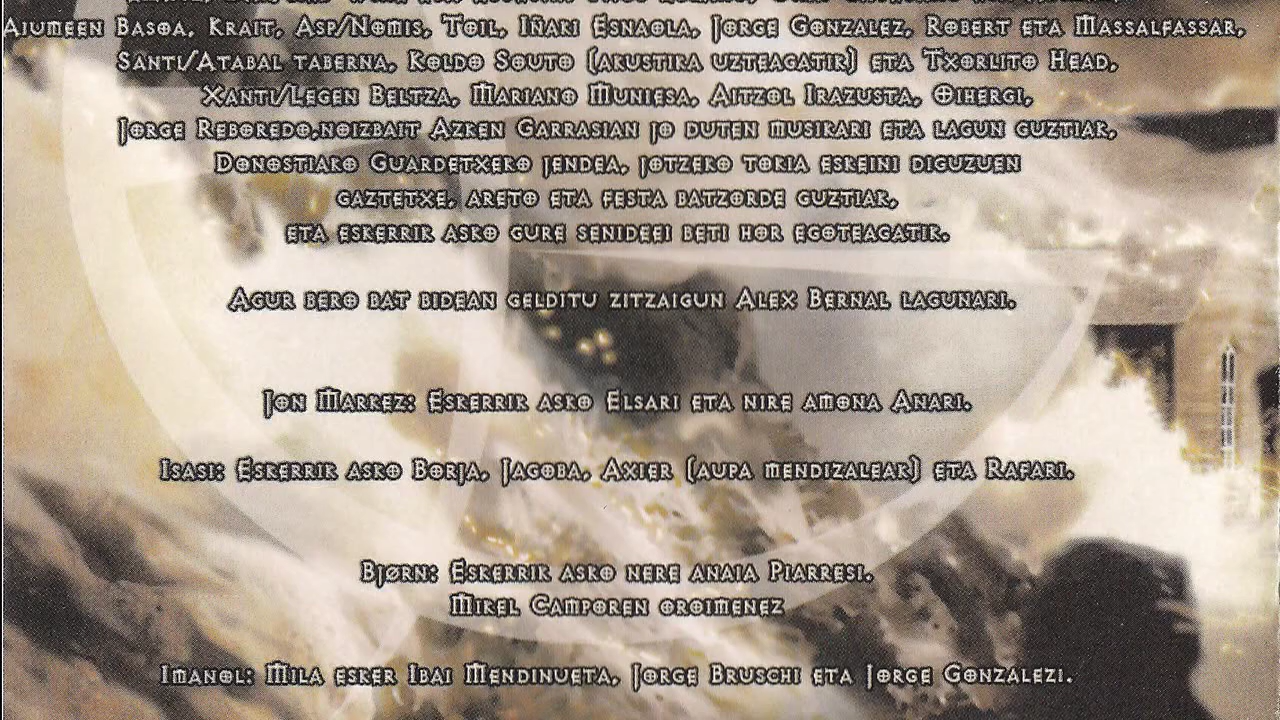 Aiumeen Basoa, Krait, Asp/Nomis, Toil, Iñaki Esnaola, Jorge Gonzalez, Robert eta Massalfassar,
Santi/Atabal taberna, Koldo Souto (akustika uzteagatik) eta Txorlito Head,
Xanti/Legen Beltza, Mariano Muniesa, Aitzol Irazusta, Oihergi,
Jorge Reboredo,noizbait Azken Garrasian jo duten musikari eta lagun guztiak,
Donostiako Guardetxeko jendea, jotzeko tokia eskeini diguzuen
gaztetxe, areto eta festa batzorde guztiak,
eta eskerrik asko gure senideei beti hor egoteagatik.
Agur bero bat bidean gelditu zitzaigun Alex Bernal lagunari.
Jon Markez: Eskerrik asko Elsari eta nire amona Anari.
Isasi: Eskerrik asko Borja, Jagoba, Axier (aupa mendizaleak) eta Rafari.
Bjørn: Eskerrik asko nere anaia Piarresi.
Mikel Camporen oroimenez
Imanol: Mila esker Ibai Mendinueta, Jorge Bruschi eta Jorge Gonzalezi.